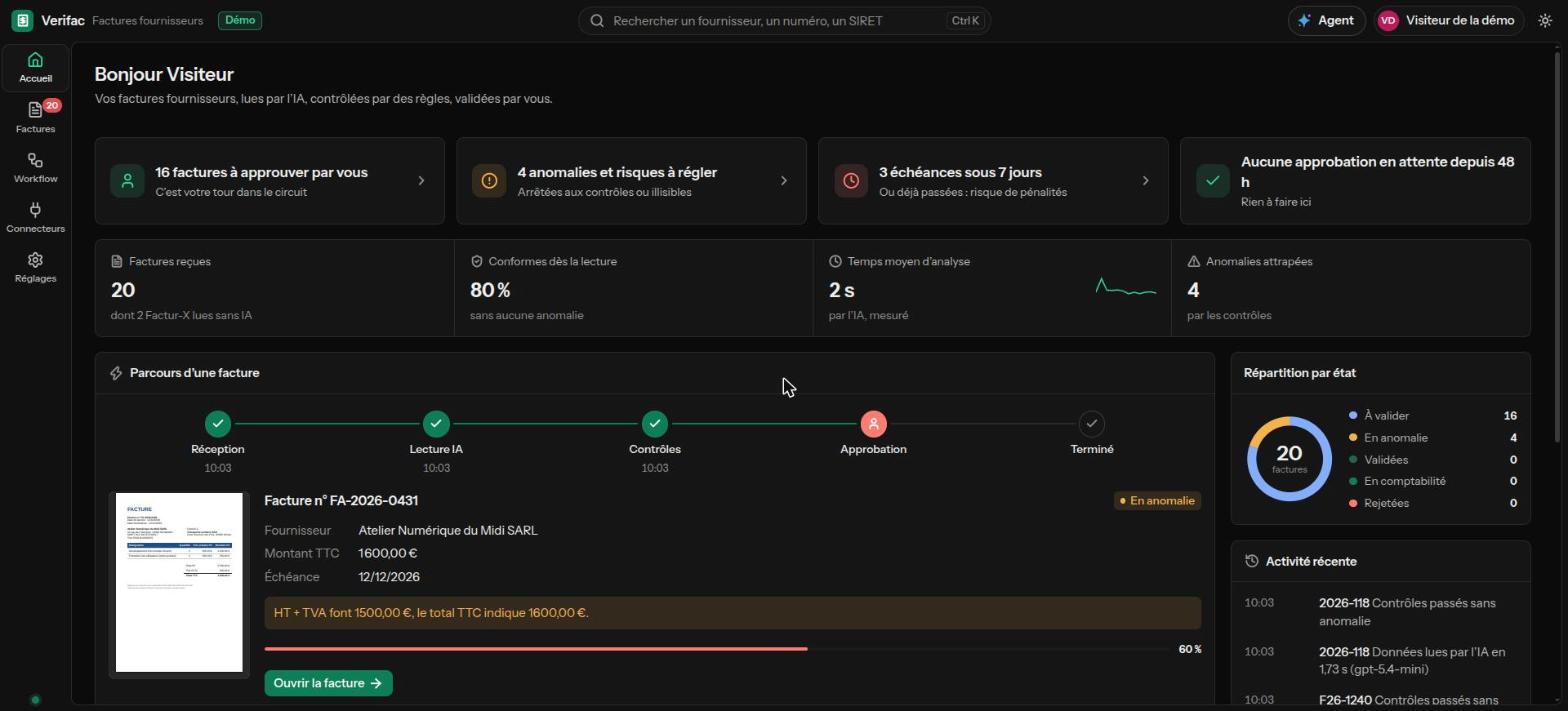 Verifac Factures fournisseurs Démo
Rechercher un fournisseur, un numéro, un SIRET Ctrl K
Agent
VD Visiteur de la démo
Accueil
20
Factures
Workflow
Connecteurs
Réglages
Bonjour Visiteur
Vos factures fournisseurs, lues par l'IA, contrôlées par des règles, validées par vous.
16 factures à approuver par vous
C'est votre tour dans le circuit
4 anomalies et risques à régler
Arrêtées aux contrôles ou illisibles
3 échéances sous 7 jours
Ou déjà passées : risque de pénalités
Aucune approbation en attente depuis 48
h
Rien à faire ici
Factures reçues
20
dont 2 Factur-X lues sans IA
Conformes dès la lecture
80 %
sans aucune anomalie
Temps moyen d'analyse
2 s
par l'IA, mesuré
Anomalies attrapées
4
par les contrôles
Parcours d'une facture
Réception
10:03
Lecture IA
10:03
Contrôles
10:03
Approbation
Terminé
FACTURE
Facture n° FA-2026-0431
En anomalie
Fournisseur Atelier Numérique du Midi SARL
Montant TTC 1600,00 €
Échéance 12/12/2026
HT + TVA font 1500,00 €, le total TTC indique 1600,00 €.
60 %
Ouvrir la facture
Répartition par état
20
factures
À valider 16
En anomalie 4
Validées 0
En comptabilité 0
Rejetées 0
Activité récente
10:03 2026-118 Contrôles passés sans
anomalie
10:03 2026-118 Données lues par l'IA en
1,73 s (gpt-5.4-mini)
10:03 F26-1240 Contrôles passés sans